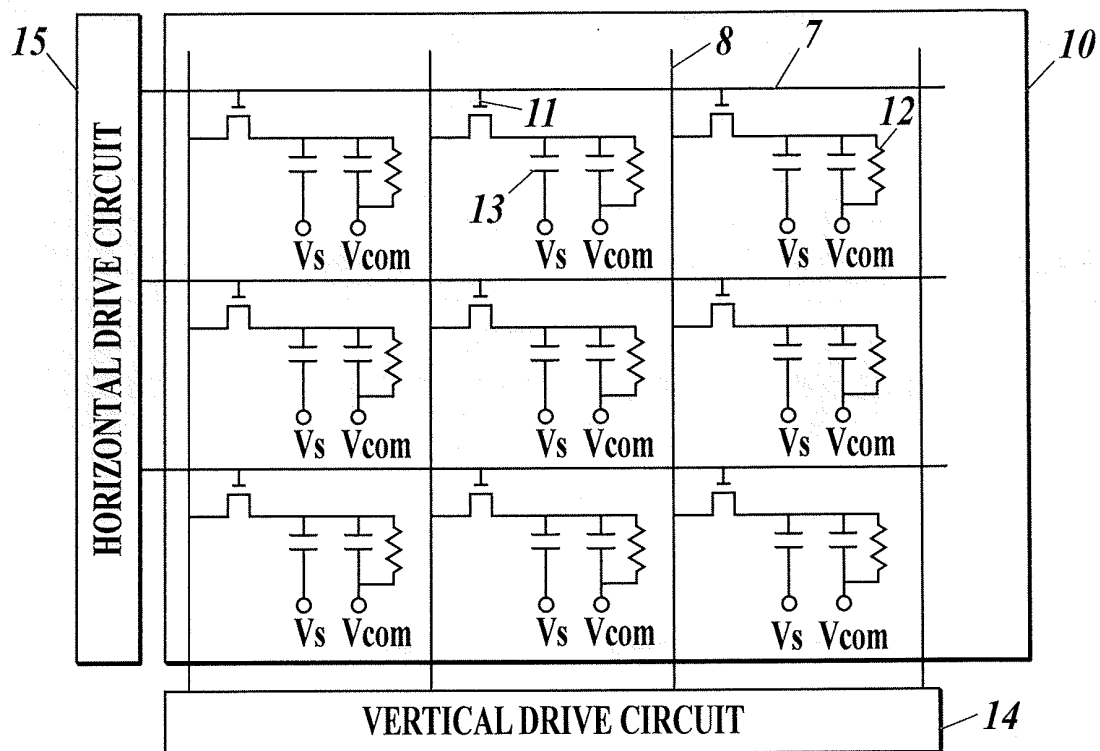 15
8
7
10
11
12
13
Vs Vcom
Vs Vcom
Vs Vcom
HORIZONTAL DRIVE CIRCUIT
Vs Vcom
Vs Vcom
Vs Vcom
Vs Vcom
Vs Vcom
Vs Vcom
VERTICAL DRIVE CIRCUIT
14